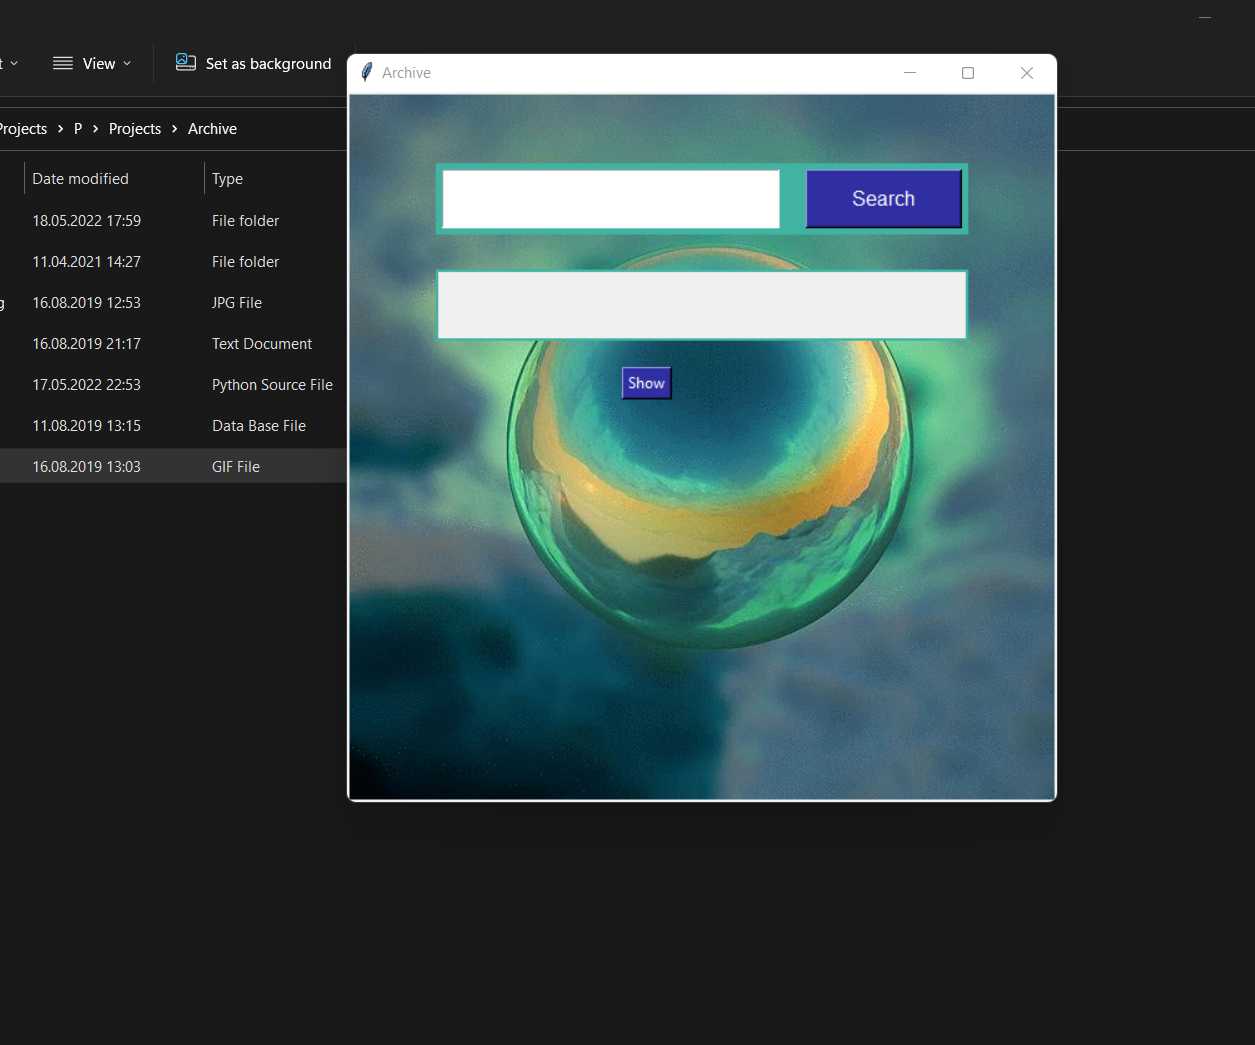 View
Set as background
Archive
Projects > P > Projects > Archive
Search
Date modified Type
18.05.2022 17:59 File folder
11.04.2021 14:27 File folder
16.08.2019 12:53 JPG File
16.08.2019 21:17 Text Document
17.05.2022 22:53 Python Source File
Show
11.08.2019 13:15 Data Base File
16.08.2019 13:03 GIF File